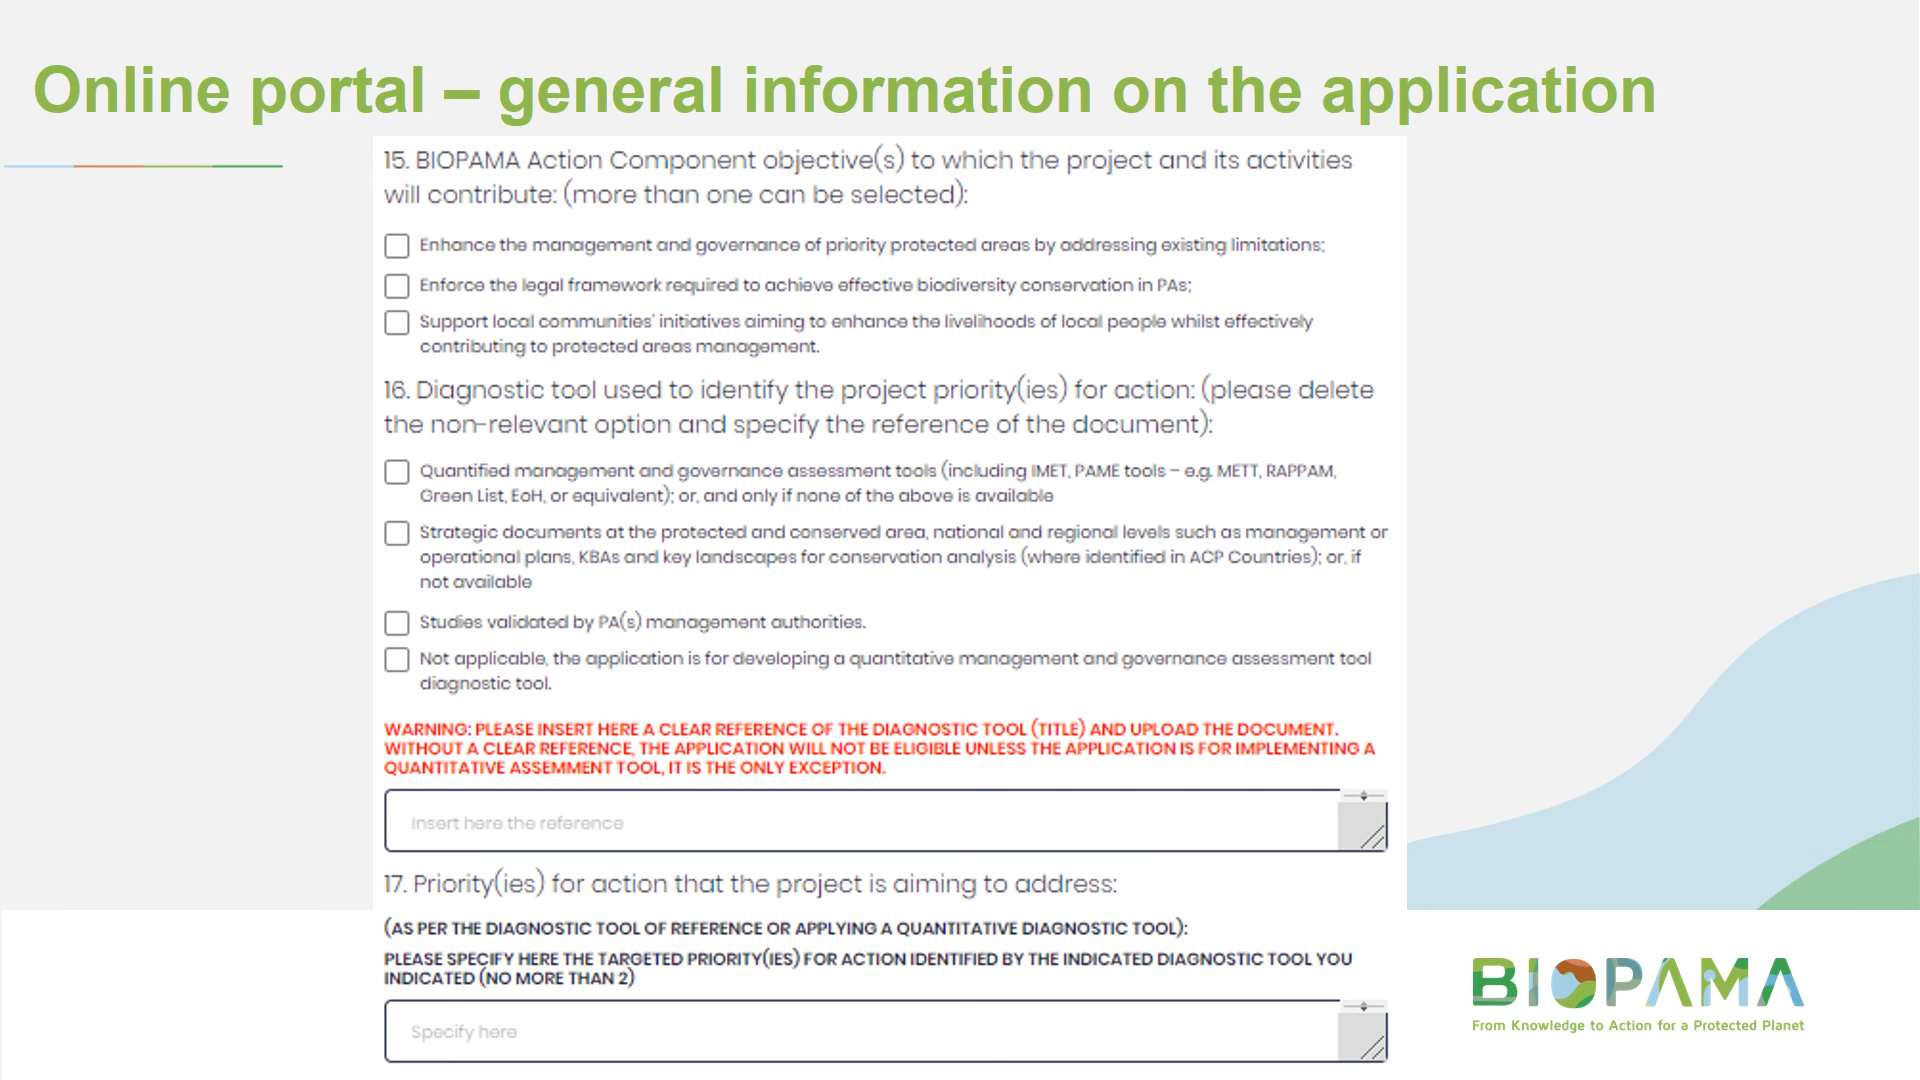 Online portal – general information on the application
15. BIOPAMA Action Component objective(s) to which the project and its activities
will contribute: (more than one can be selected):
Enhance the management and governance of priority protected areas by addressing existing limitations;
Enforce the legal framework required to achieve effective biodiversity conservation in PAs;
Support local communities' initiatives aiming to enhance the livelihoods of local people whilst effectively
contributing to protected areas management.
16. Diagnostic tool used to identify the project priority(ies) for action: (please delete
the non-relevant option and specify the reference of the document):
Quantified management and governance assessment tools (including IMET, PAME tools – e.g. METT, RAPPAM,
Green List, EoH, or equivalent); or, and only if none of the above is available
Strategic documents at the protected and conserved area, national and regional levels such as management or
operational plans, KBAs and key landscapes for conservation analysis (where identified in ACP Countries); or, if
not available
Studies validated by PA(s) management authorities.
Not applicable, the application is for developing a quantitative management and governance assessment tool
diagnostic tool.
WARNING: PLEASE INSERT HERE A CLEAR REFERENCE OF THE DIAGNOSTIC TOOL (TITLE) AND UPLOAD THE DOCUMENT.
WITHOUT A CLEAR REFERENCE, THE APPLICATION WILL NOT BE ELIGIBLE UNLESS THE APPLICATION IS FOR IMPLEMENTING A
QUANTITATIVE ASSEMMENT TOOL, IT IS THE ONLY EXCEPTION.
Insert here the reference
17. Priority(ies) for action that the project is aiming to address:
(AS PER THE DIAGNOSTIC TOOL OF REFERENCE OR APPLYING A QUANTITATIVE DIAGNOSTIC TOOL):
PLEASE SPECIFY HERE THE TARGETED PRIORITY(IES) FOR ACTION IDENTIFIED BY THE INDICATED DIAGNOSTIC TOOL YOU
INDICATED (NO MORE THAN 2)
Specify here
BIOPAMA
From Knowledge to Action for a Protected Planet